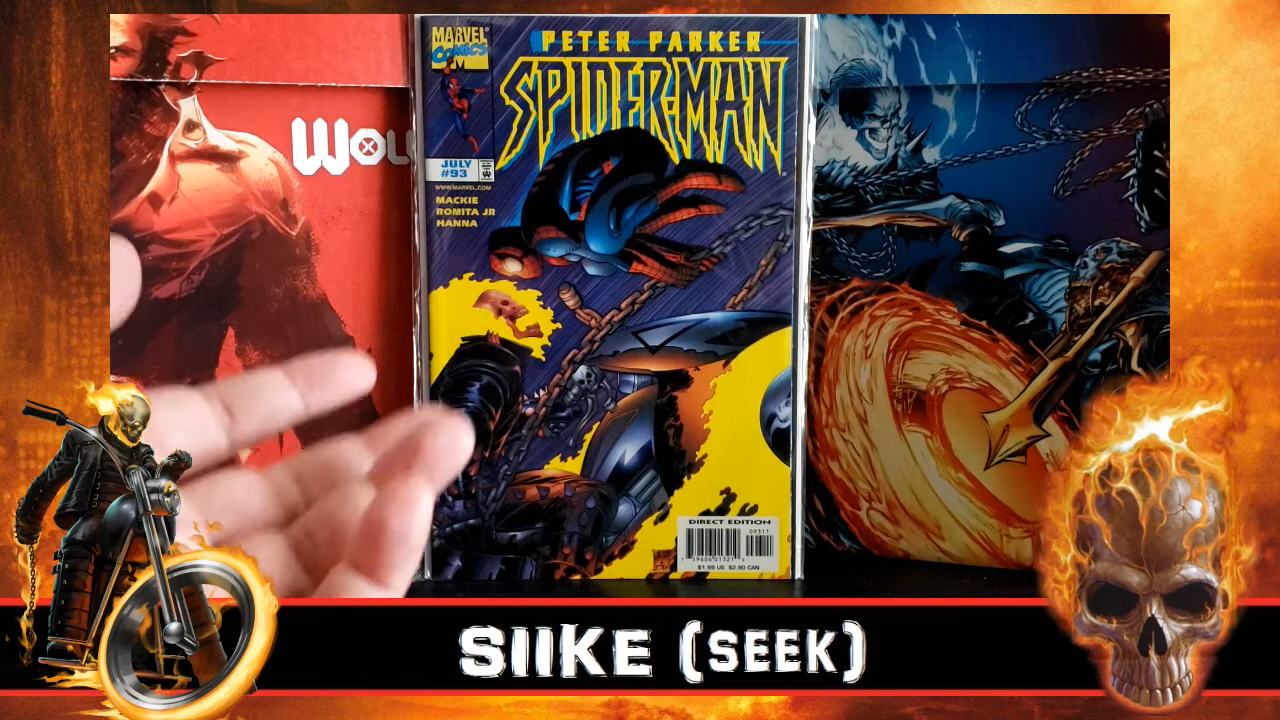 MARVEL
COMICS
PETER PARKER
SPIDER-MAN
JULY
#93
WWW.MARVEL.COM
MACKIE
ROMITA JR
HANNA
WOL
DIRECT EDITION
09311
$1.99 US $2.80 CAN
SIIKE (SEEK)